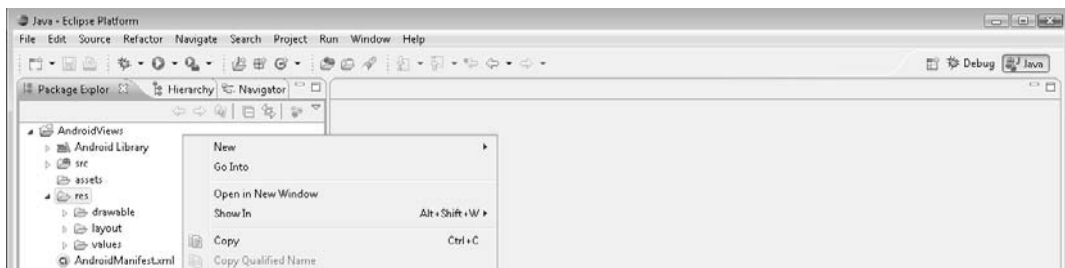 Java - Eclipse Platform
File Edit Source Refactor Navigate Search Project Run Window Help
Debug Java
Package Explor Hierarchy Navigator
AndroidViews
Android Library
src
assets
res
drawable
layout
values
AndroidManifest.xml
New
Go Into
Open in New Window
Show In Alt+Shift+W
Copy Ctrl+C
Copy Qualified Name